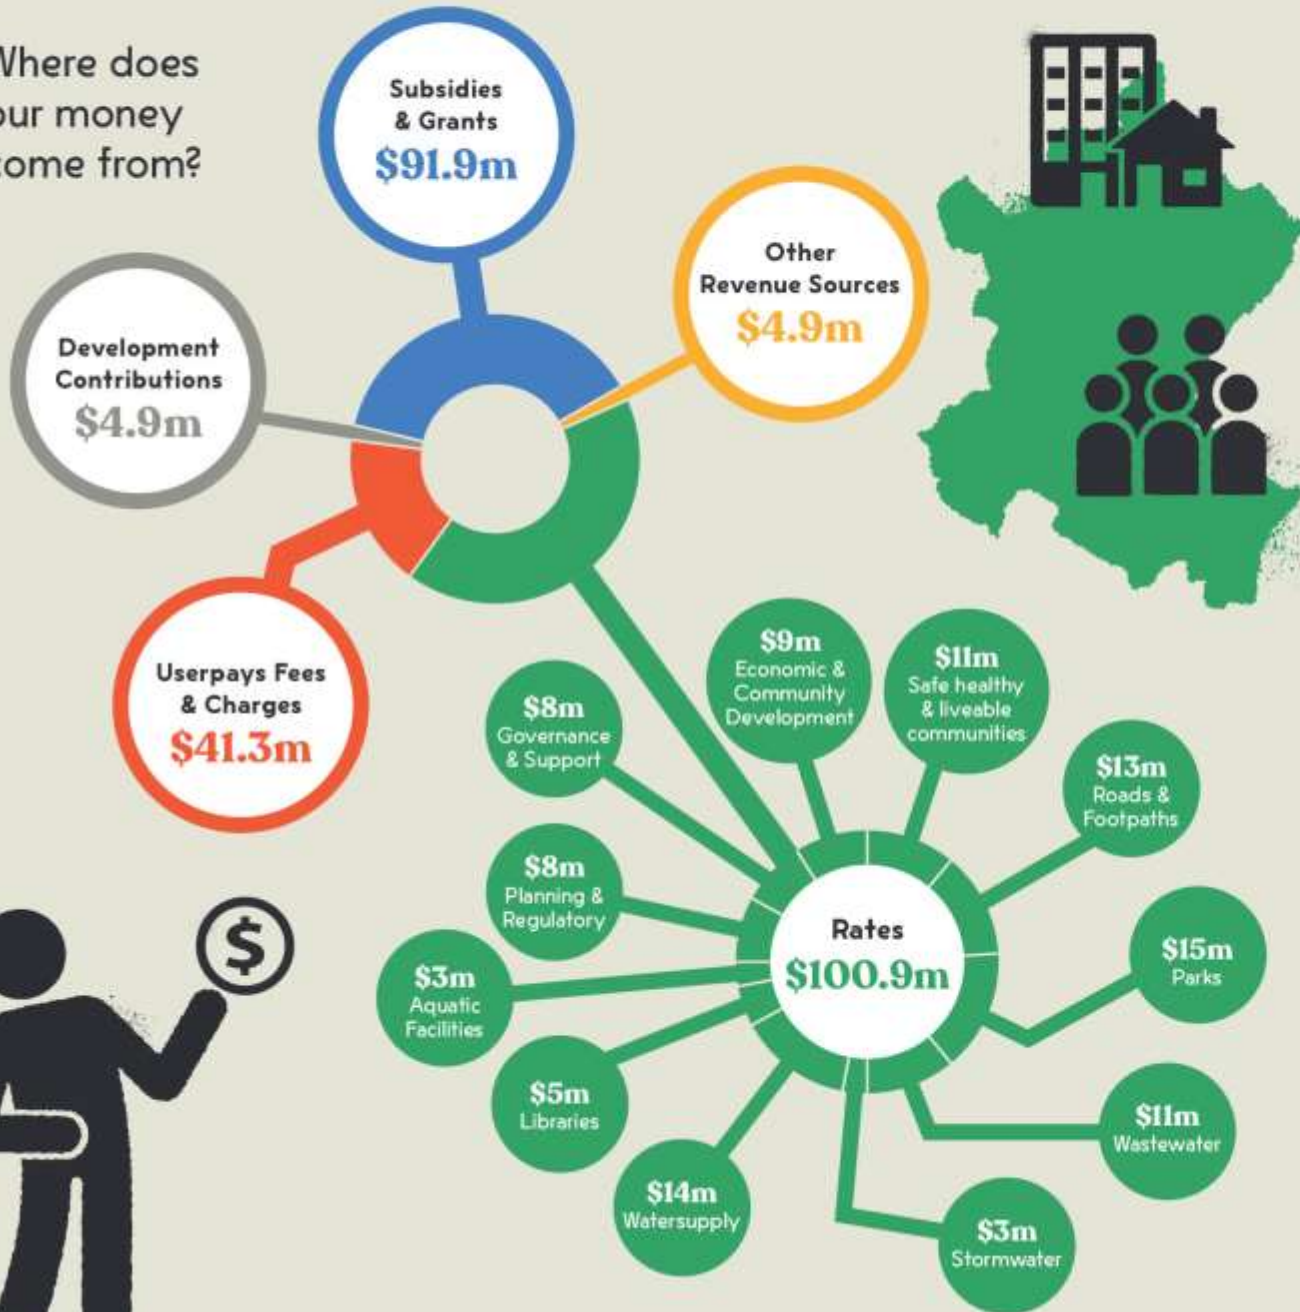 Where does
our money
come from?
Subsidies
& Grants
$91.9m
Other
Revenue Sources
$4.9m
Development
Contributions
$4.9m
Userpays Fees
& Charges
$41.3m
$9m
Economic &
Community
Development
$11m
Safe healthy
& liveable
communities
$8m
Governance
& Support
$13m
Roads &
Footpaths
$8m
Planning &
Regulatory
Rates
$100.9m
$15m
Parks
$3m
Aquatic
Facilities
$5m
Libraries
$11m
Wastewater
$14m
Watersupply
$3m
Stormwater
$